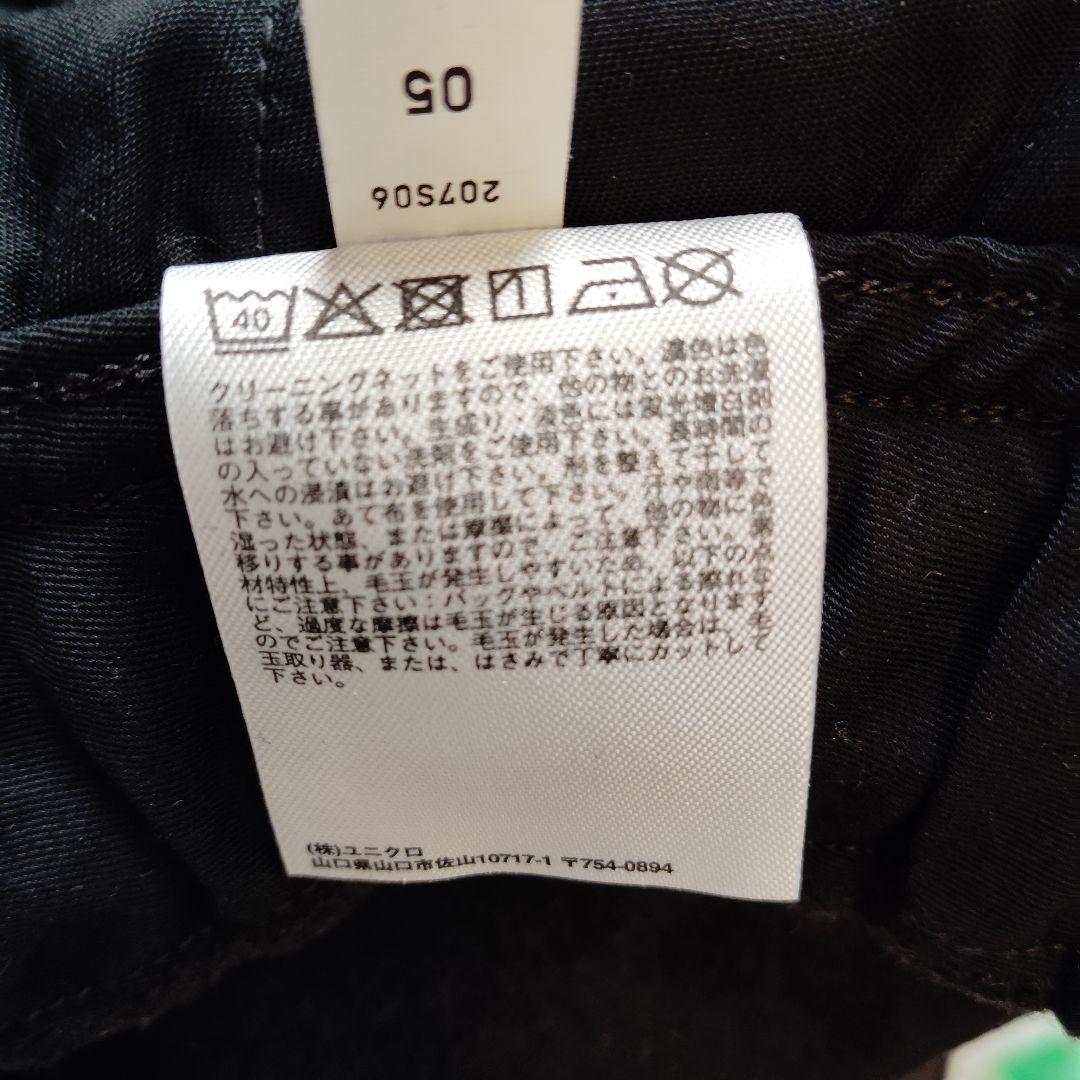 05
207S06
40
クリーニングネットをご使用下さい。濃色は色
落ちする事がありますので、他の物とのお洗濯
はお避け下さい。生成り、淡色には蛍光増白剤
の入っていない洗剤をご使用下さい。長時間の
水への浸漬はお避け下さい。形を整えて干して
下さい。あて布を使用して下さい。汗や雨等で
湿った状態、または摩擦によって、他の物に色
移りする事がありますので、ご注意下さい。素
材特性上、毛玉が発生しやすいため、以下の点
にご注意下さい:バッグやベルトによる擦れな
ど、過度な摩擦は毛玉が生じる原因となります
のでご注意下さい。毛玉が発生した場合は、毛
玉取り器、または、はさみで丁寧にカットして
下さい。
(株)ユニクロ
山口県山口市佐山10717-1 〒754-0894